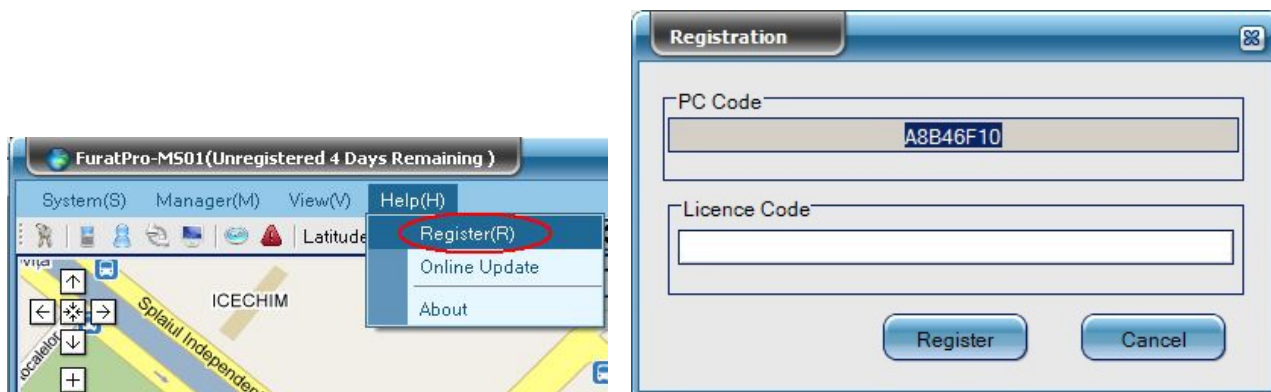 FuratPro-MS01(Unregistered 4 Days Remaining )
System(S) Manager(M) View(V) Help(H)
Latitude
Register(R)
Online Update
About
ICECHIM
Splaiul Independen
Registration
PC Code
A8B46F10
Licence Code
Register Cancel